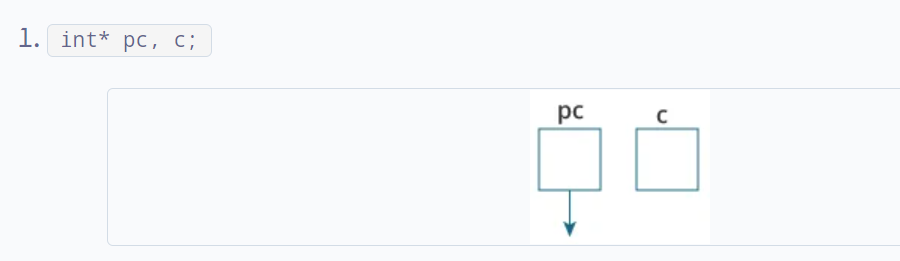 1. int* pc, c;
pc c